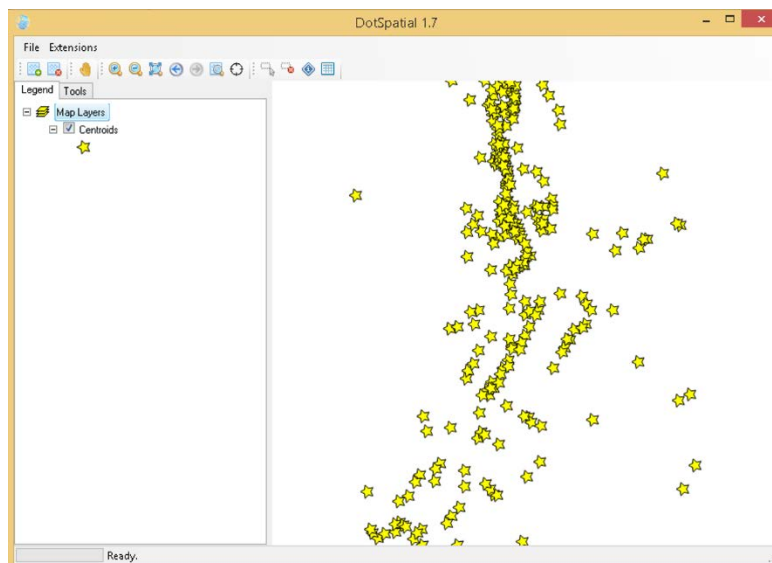 DotSpatial 1.7
File Extensions
Legend Tools
Map Layers
Centroids
Ready.